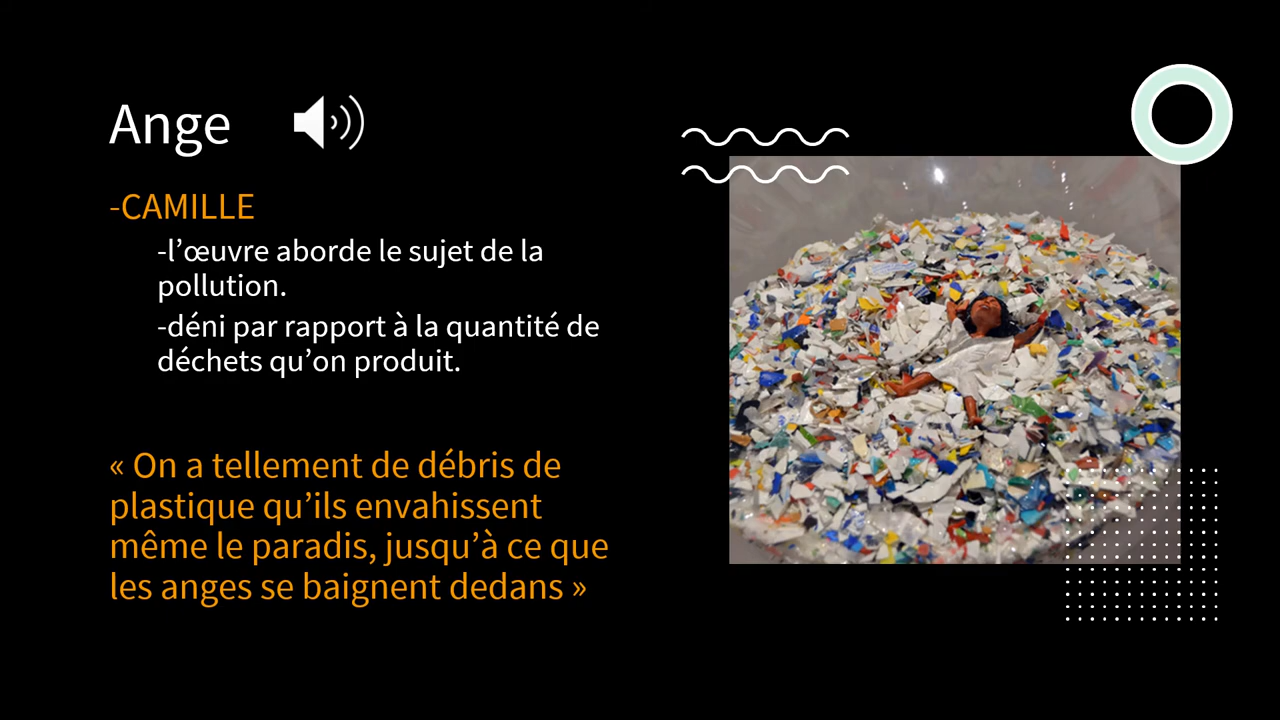 Ange
-CAMILLE
-l’œuvre aborde le sujet de la
pollution.
-déni par rapport à la quantité de
déchets qu’on produit.
« On a tellement de débris de
plastique qu’ils envahissent
même le paradis, jusqu’à ce que
les anges se baignent dedans »